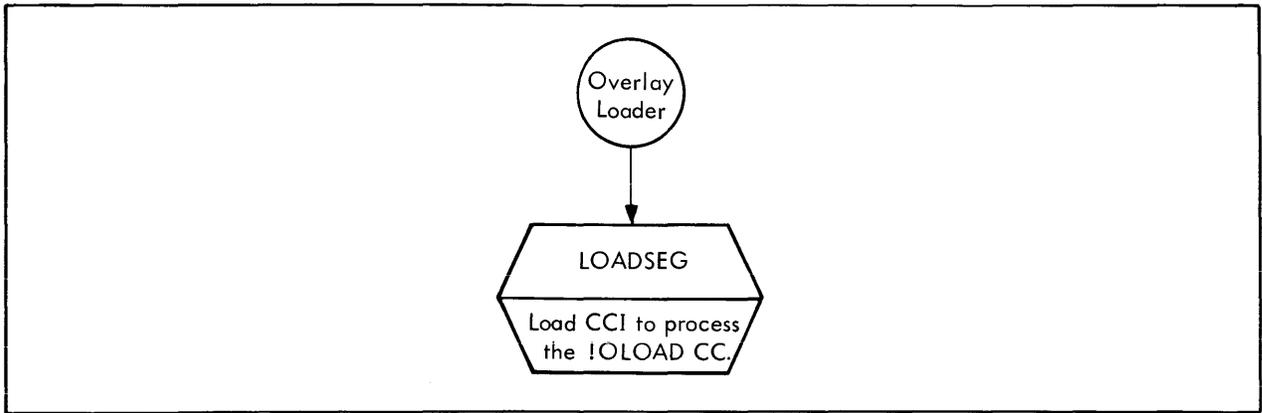 Overlay
Loader
LOADSEG
Load CCI to process
the !OLOAD CC.